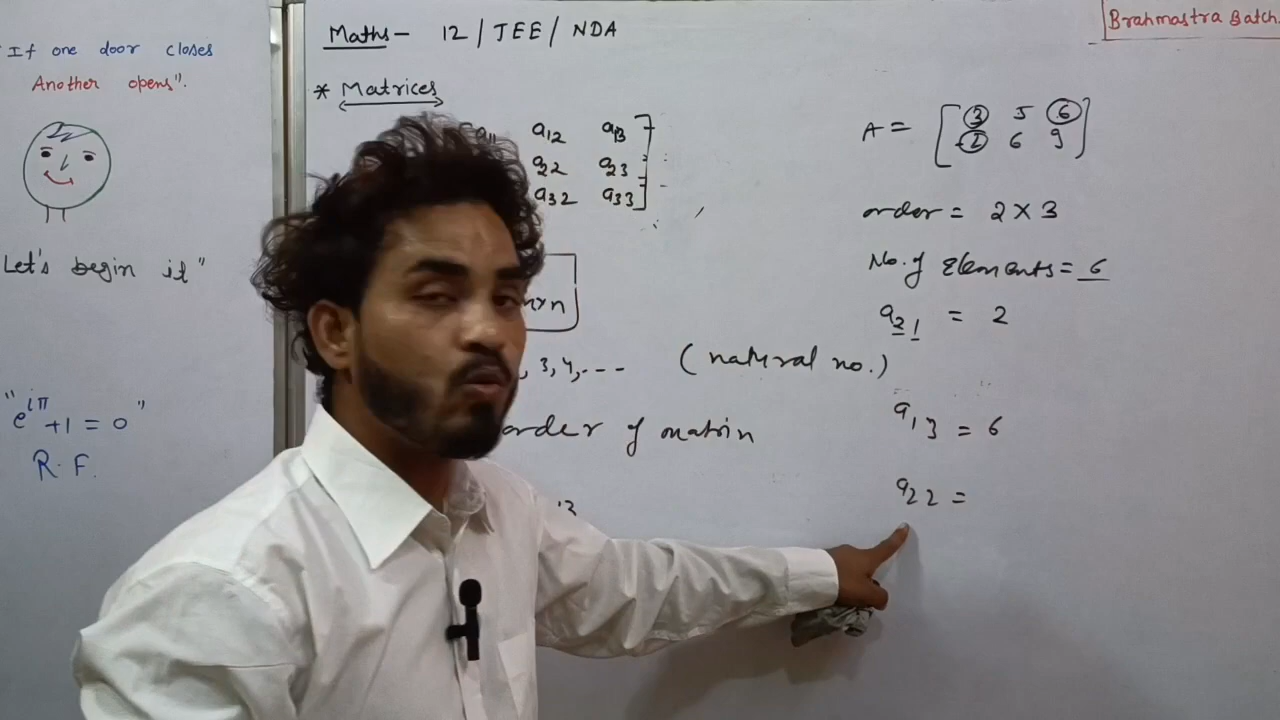 "If one door closes
Another opens".
Let's begin it"
"e^{iπ} +1 = 0"
R.F.
Maths- 12 / JEE / NDA
* Matrices
a11 a12 a13
a22 a23
a32 a33
m×n
, 3, 4, ---- (natural no.)
order of matrix
Brahmastra Batch.
A = [3 5 6
2 6 9]
order = 2 × 3
No. of Elements = 6
a21 = 2
a13 = 6
a22 =